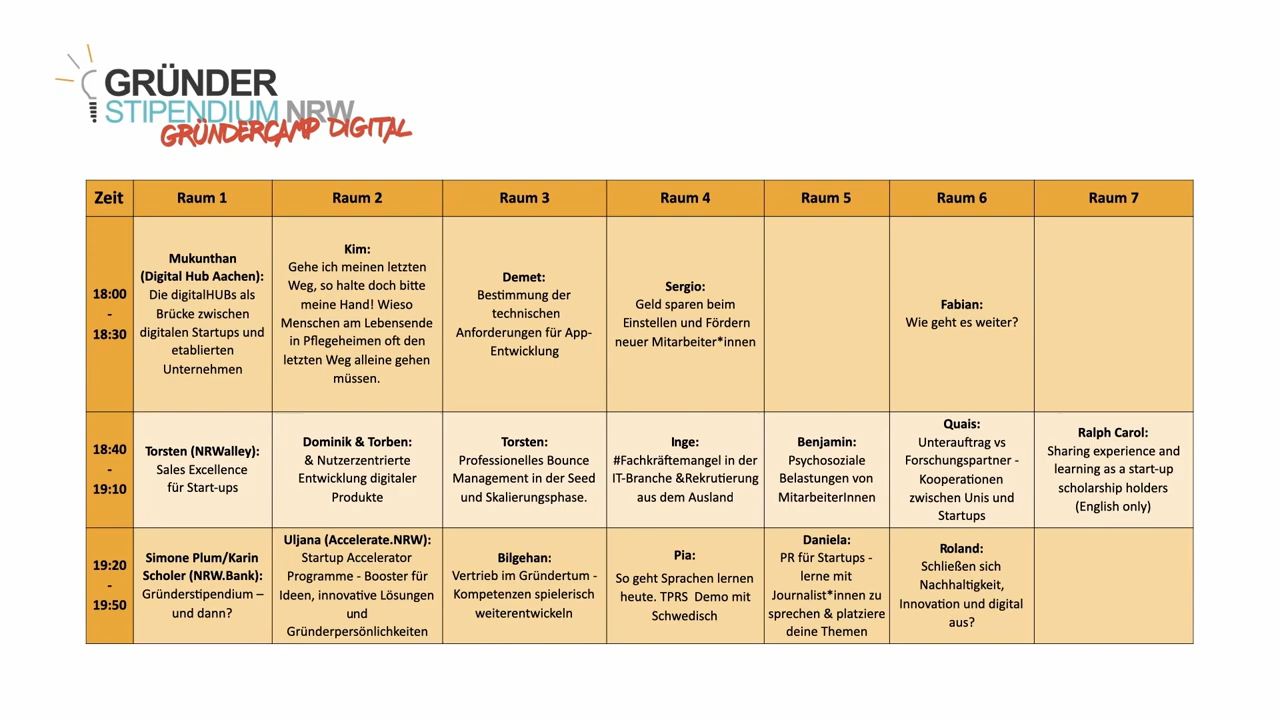 GRÜNDER
STIPENDIUM NRW
GRÜNDERCAMP DIGITAL
Zeit
Raum 1
Raum 2
Raum 3
Raum 4
Raum 5
Raum 6
Raum 7
18:00
-
18:30
Mukunthan
(Digital Hub Aachen):
Die digitalHUBs als
Brücke zwischen
digitalen Startups und
etablierten
Unternehmen
Kim:
Gehe ich meinen letzten
Weg, so halte doch bitte
meine Hand! Wieso
Menschen am Lebensende
in Pflegeheimen oft den
letzten Weg alleine gehen
müssen.
Demet:
Bestimmung der
technischen
Anforderungen für App-
Entwicklung
Sergio:
Geld sparen beim
Einstellen und Fördern
neuer Mitarbeiter*innen
Fabian:
Wie geht es weiter?
18:40
-
19:10
Torsten (NRWalley):
Sales Excellence
für Start-ups
Dominik & Torben:
& Nutzerzentrierte
Entwicklung digitaler
Produkte
Torsten:
Professionelles Bounce
Management in der Seed
und Skalierungsphase.
Inge:
#Fachkräftemangel in der
IT-Branche &Rekrutierung
aus dem Ausland
Benjamin:
Psychosoziale
Belastungen von
MitarbeiterInnen
Quais:
Unterauftrag vs
Forschungspartner -
Kooperationen
zwischen Unis und
Startups
Ralph Carol:
Sharing experience and
learning as a start-up
scholarship holders
(English only)
19:20
-
19:50
Simone Plum/Karin
Scholer (NRW.Bank):
Gründerstipendium –
und dann?
Uljana (Accelerate.NRW):
Startup Accelerator
Programme - Booster für
Ideen, innovative Lösungen
und
Gründerpersönlichkeiten
Bilgehan:
Vertrieb im Gründertum -
Kompetenzen spielerisch
weiterentwickeln
Pia:
So geht Sprachen lernen
heute. TPRS Demo mit
Schwedisch
Daniela:
PR für Startups -
lerne mit
Journalist*innen zu
sprechen & platziere
deine Themen
Roland:
Schließen sich
Nachhaltigkeit,
Innovation und digital
aus?